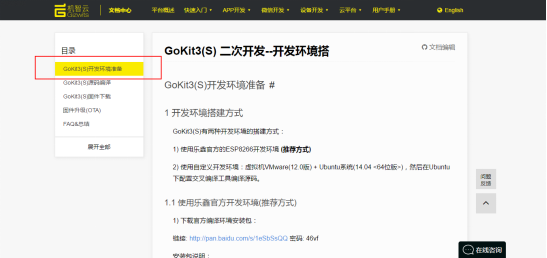 机智云
Gizwits
文档中心
平台概述 快速入门 APP开发 微信开发 设备开发 云平台 用户手册 English
目录
GoKit3(S)开发环境准备
GoKit3(S)源码编译
GoKit3(S)固件下载
固件升级(OTA)
FAQ&总结
展开全部
GoKit3(S) 二次开发--开发环境搭
文档编辑
GoKit3(S)开发环境准备 #
1 开发环境搭建方式
GoKit3(S)有两种开发环境的搭建方式：
1) 使用乐鑫官方的ESP8266开发环境 (推荐方式)
2) 使用自定义开发环境：虚拟机VMware(12.0版) + Ubuntu系统(14.04 <64位版>)，然后在Ubuntu
下配置交叉编译工具编译源码。
1.1 使用乐鑫官方开发环境(推荐方式)
1) 下载官方编译环境安装包：
链接: http://pan.baidu.com/s/1eSbSsQQ 密码: 46vf
安装包说明：
问题
反馈
在线咨询